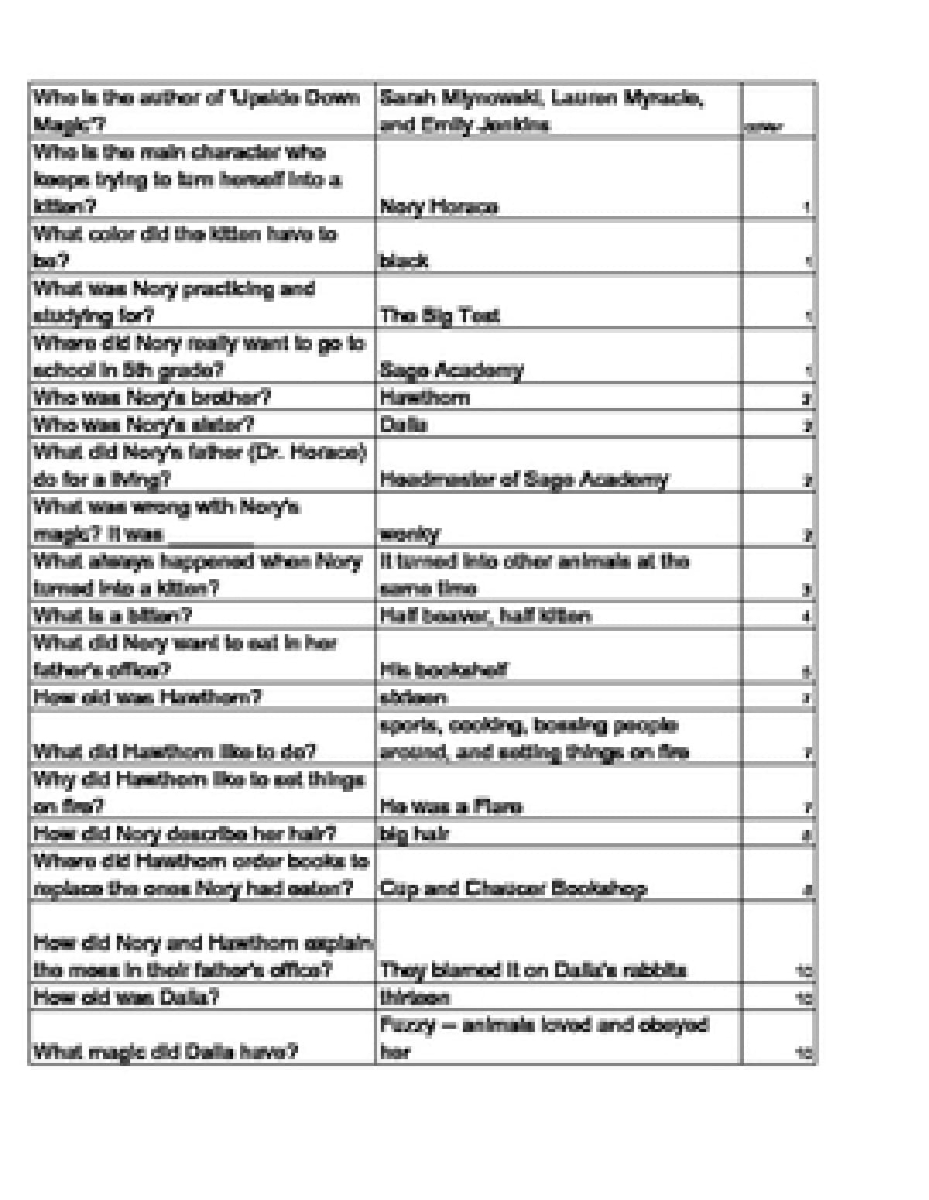 Who is the author of 'Upside Down
Magic'?
Sarah Mlynowski, Lauren Myracle,
and Emily Jenkins
cover
Who is the main character who
keeps trying to turn herself into a
kitten?
Nory Horace
1
What color did the kitten have to
be?
black
1
What was Nory practicing and
studying for?
The Big Test
1
Where did Nory really want to go to
school in 5th grade?
Sage Academy
1
Who was Nory's brother?
Hawthorn
2
Who was Nory's sister?
Dalia
2
What did Nory's father (Dr. Horace)
do for a living?
Headmaster of Sage Academy
2
What was wrong with Nory's
magic? It was ________
wonky
2
What always happened when Nory
turned into a kitten?
It turned into other animals at the
same time
3
What is a bitten?
Half beaver, half kitten
4
What did Nory want to eat in her
father's office?
His bookshelf
5
How old was Hawthorn?
sixteen
7
What did Hawthorn like to do?
sports, cooking, bossing people
around, and setting things on fire
7
Why did Hawthorn like to set things
on fire?
He was a Flare
7
How did Nory describe her hair?
big hair
8
Where did Hawthorn order books to
replace the ones Nory had eaten?
Cup and Chaucer Bookshop
8
How did Nory and Hawthorn explain
the mess in their father's office?
They blamed it on Dalia's rabbits
10
How old was Dalia?
thirteen
10
What magic did Dalia have?
Fuzzy – animals loved and obeyed
her
10